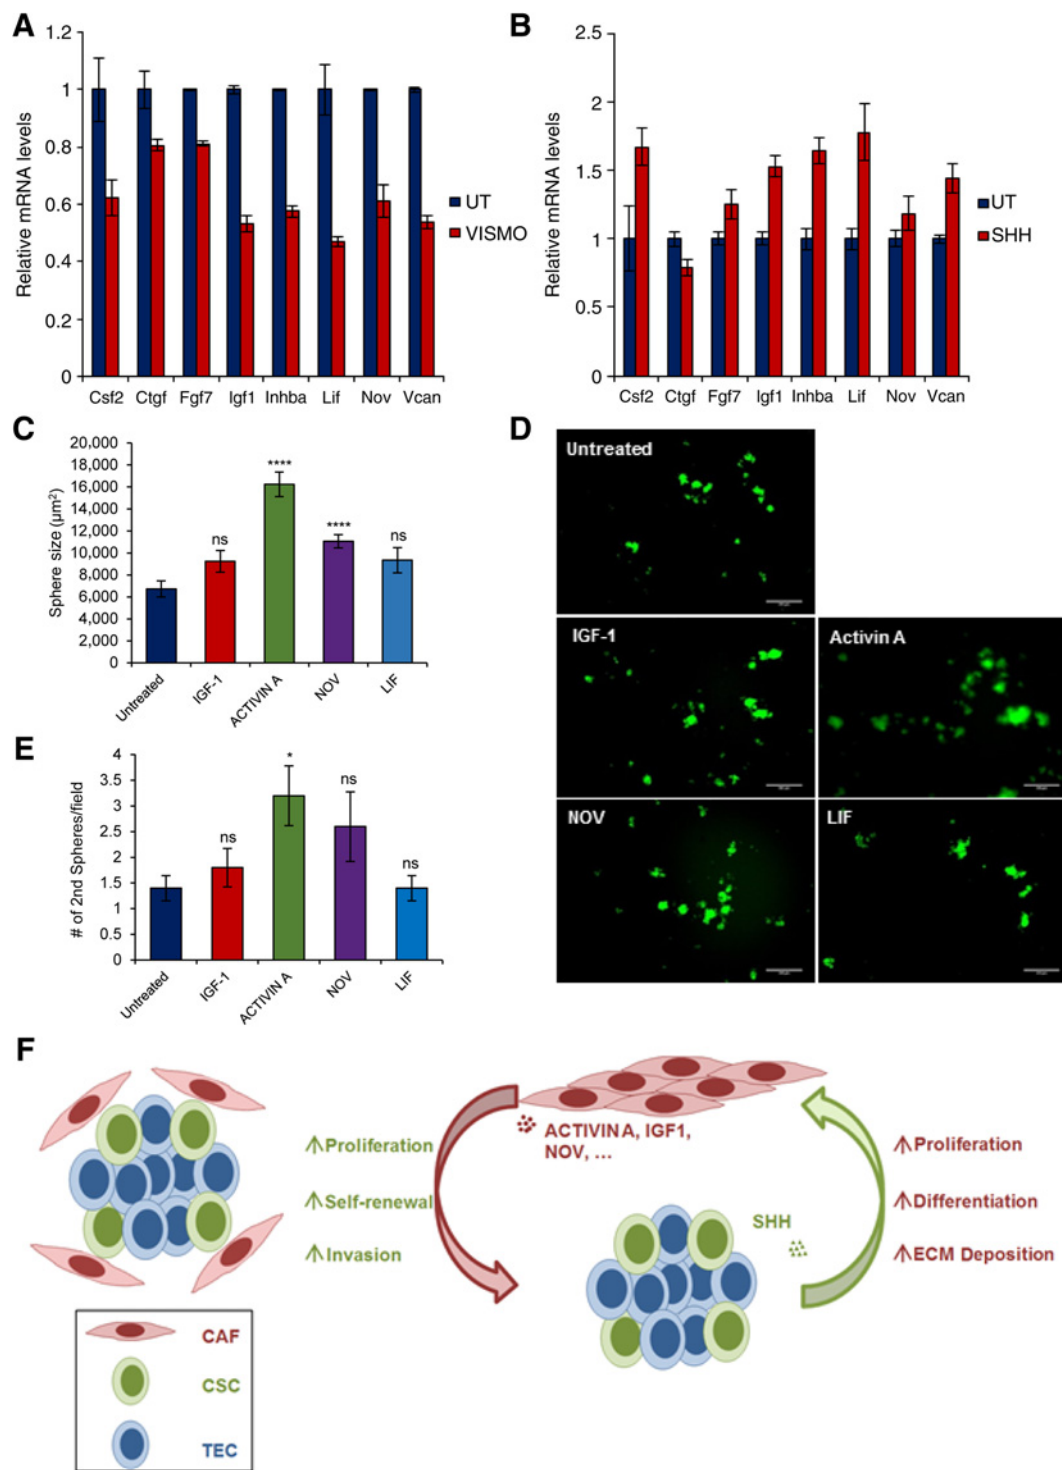 A
Relative mRNA levels
1.2
1
0.8
0.6
0.4
0.2
0
Csf2 Ctgf Fgf7 Igf1 Inhba Lif Nov Vcan
UT
VISMO
B
Relative mRNA levels
2.5
2
1.5
1
0.5
0
Csf2 Ctgf Fgf7 Igf1 Inhba Lif Nov Vcan
UT
SHH
C
Sphere size (µm²)
20,000
18,000
16,000
14,000
12,000
10,000
8,000
6,000
4,000
2,000
0
ns
****
****
ns
Untreated
IGF-1
ACTIVIN A
NOV
LIF
D
Untreated
IGF-1
Activin A
NOV
LIF
E
# of 2nd Spheres/field
4
3.5
3
2.5
2
1.5
1
0.5
0
ns
*
ns
ns
Untreated
IGF-1
ACTIVIN A
NOV
LIF
F
Proliferation
Self-renewal
Invasion
ACTIVIN A, IGF1,
NOV, ...
SHH
Proliferation
Differentiation
ECM Deposition
CAF
CSC
TEC